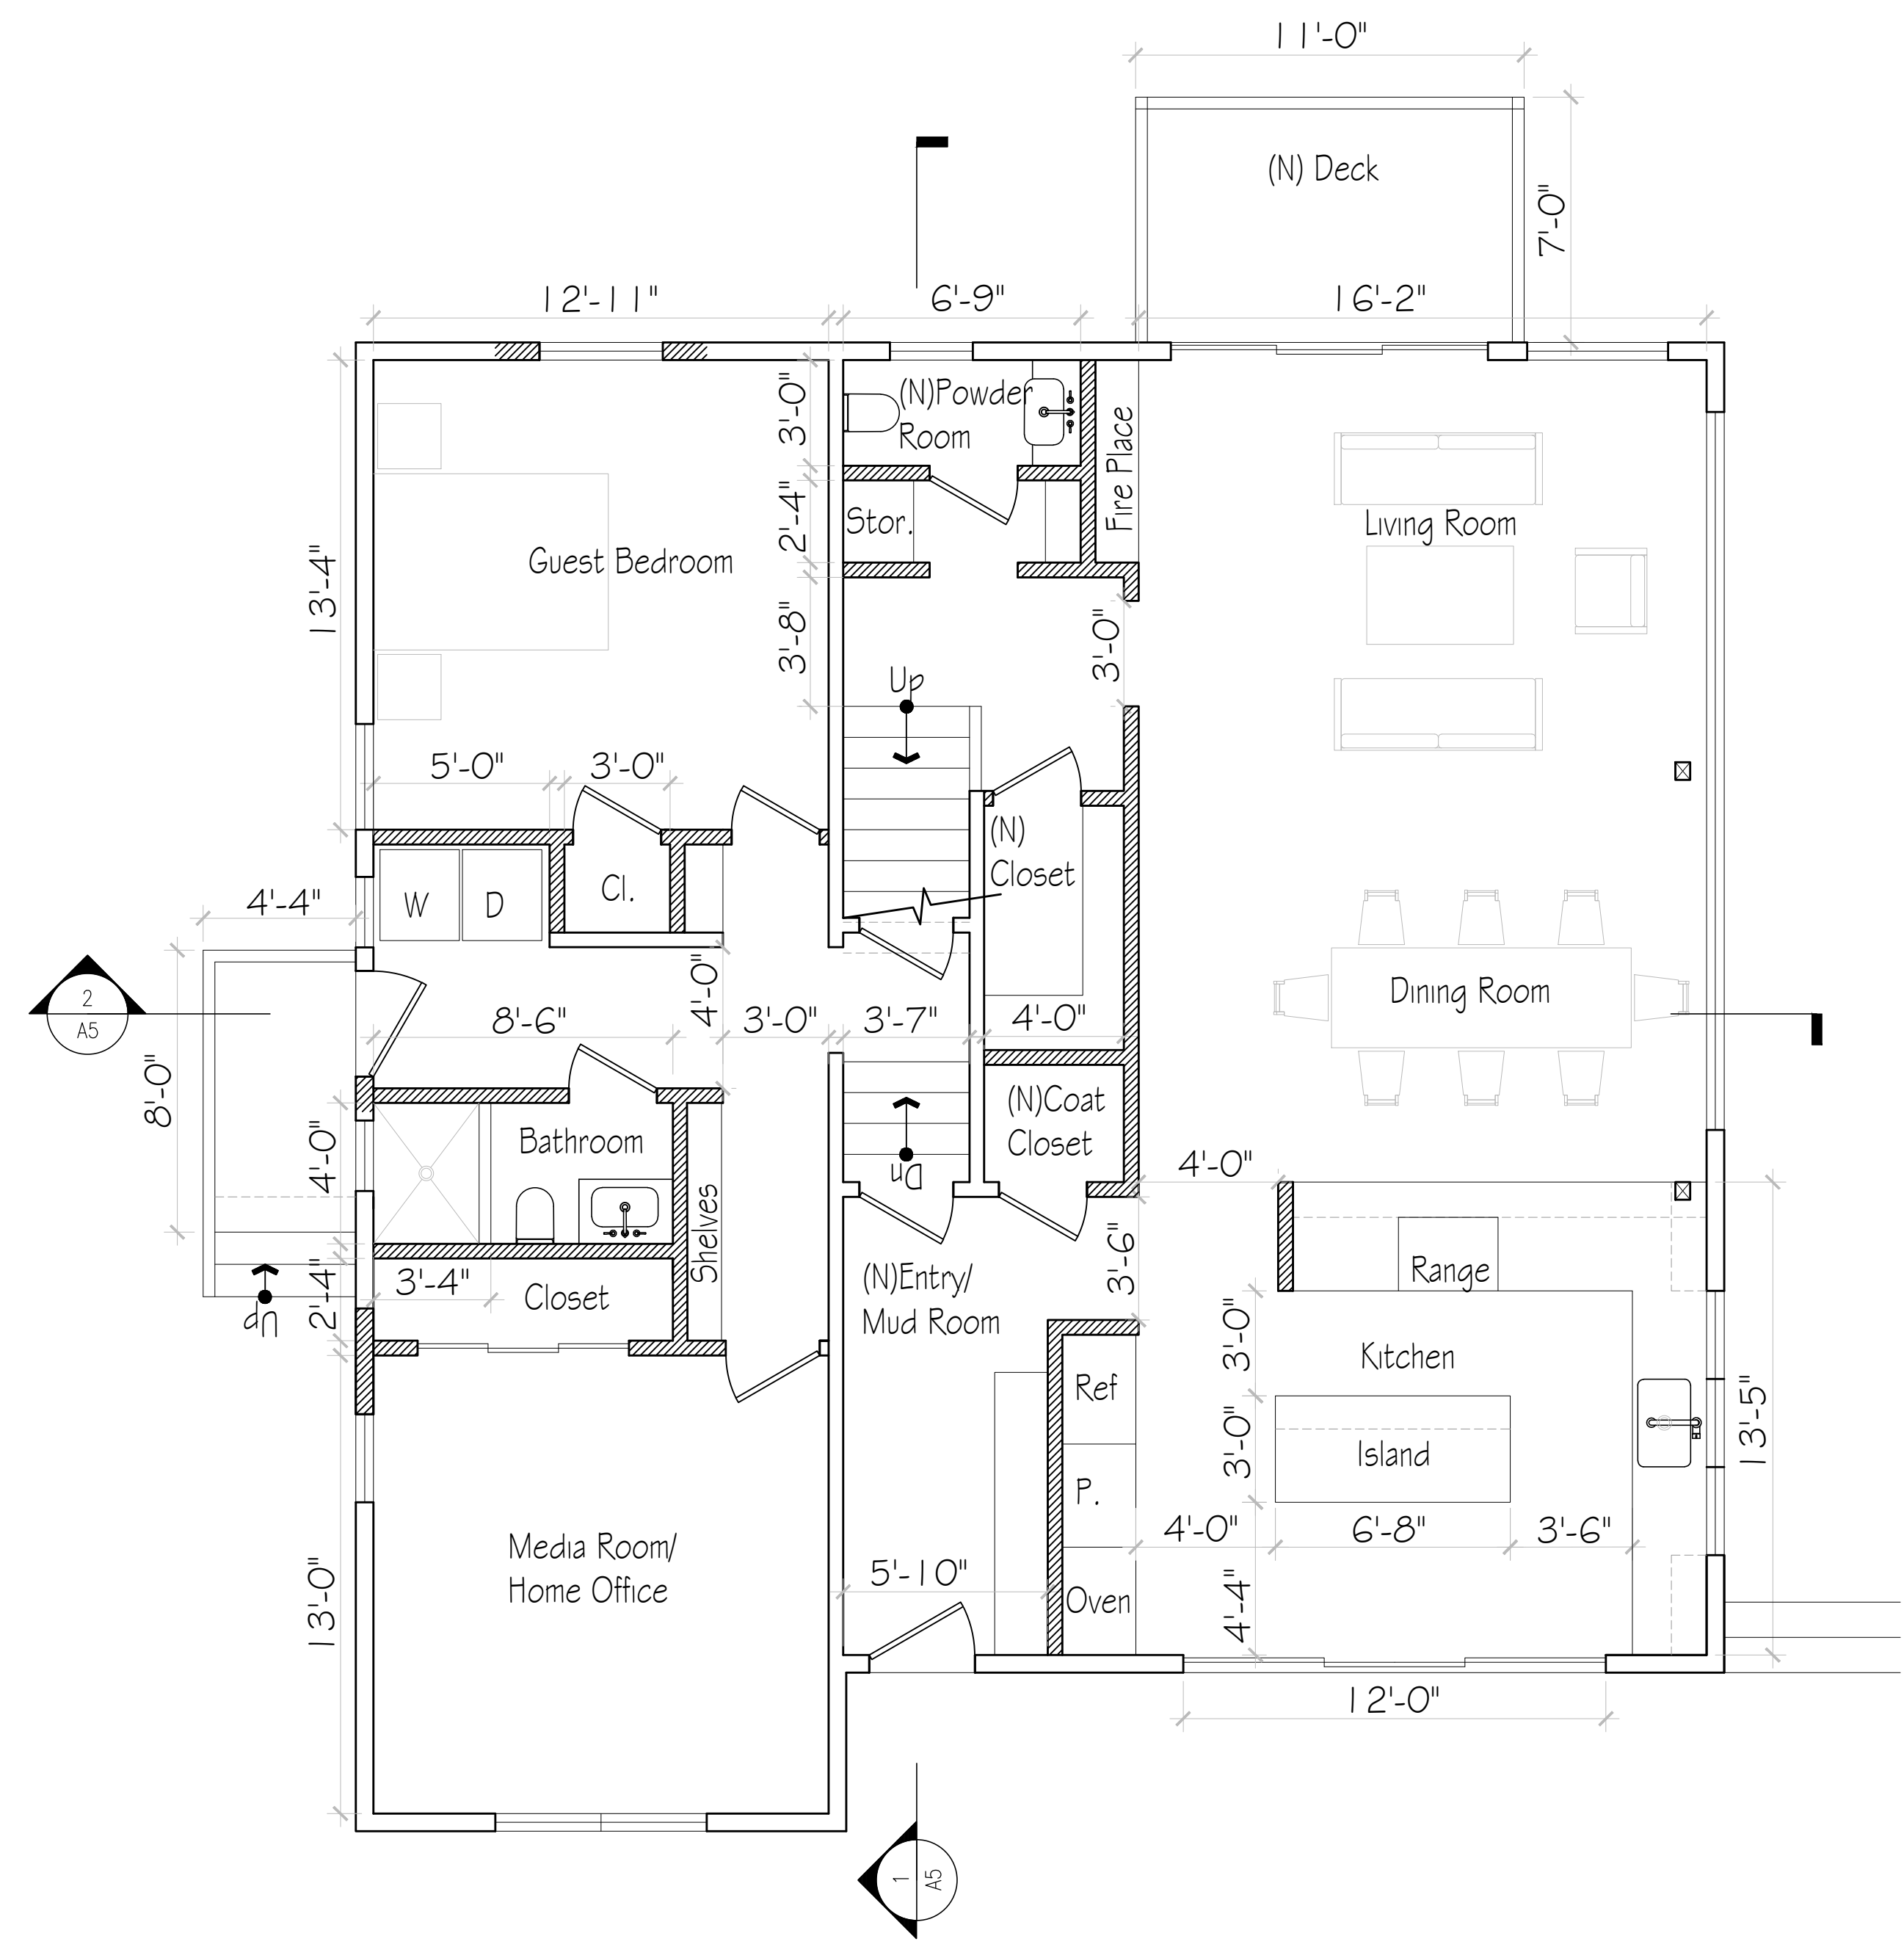 11'-0"
(N) Deck
7'-0"
12'-11"
6'-9"
16'-2"
3'-0"
(N)Powder
Room
Fire Place
2'-4"
Stor.
Living Room
13'-4"
Guest Bedroom
3'-8"
3'-0"
Up
5'-0"
3'-0"
(N)
Closet
4'-4"
W
D
Cl.
Dining Room
2
A5
8'-6"
4'-0"
3'-0"
3'-7"
4'-0"
8'-0"
(N)Coat
Closet
4'-0"
Bathroom
Dn
4'-0"
Shelves
3'-6"
2'-4"
3'-4"
Closet
(N)Entry/
Mud Room
Range
Up
3'-0"
Kitchen
Ref
13'-5"
3'-0"
Island
P.
4'-0"
6'-8"
3'-6"
Media Room/
Home Office
5'-10"
Oven
4'-4"
13'-0"
12'-0"
1
A5